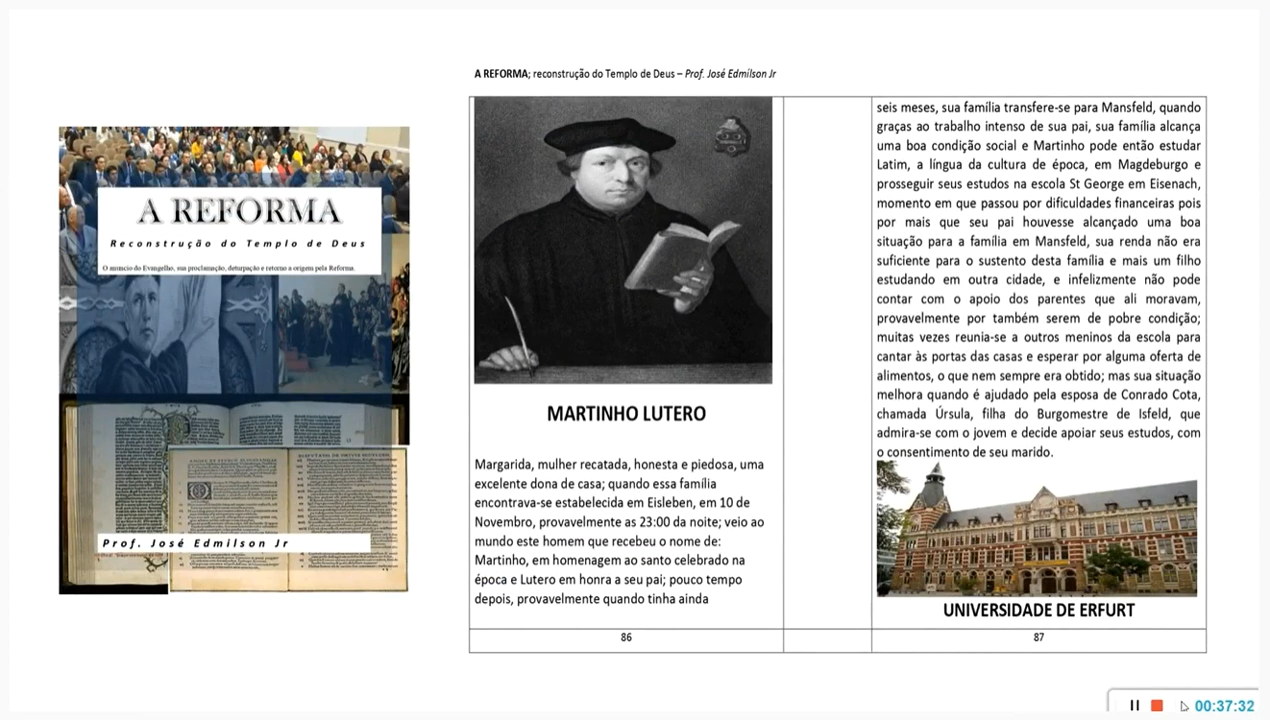 A REFORMA; reconstrução do Templo de Deus – Prof. José Edmilson Jr
A REFORMA
Reconstrução do Templo de Deus
O anuncio do Evangelho, sua proclamação, deturpação e retorno a origem pela Reforma.
Prof. José Edmilson Jr
MARTINHO LUTERO
Margarida, mulher recatada, honesta e piedosa, uma
excelente dona de casa; quando essa família
encontrava-se estabelecida em Eisleben, em 10 de
Novembro, provavelmente as 23:00 da noite; veio ao
mundo este homem que recebeu o nome de:
Martinho, em homenagem ao santo celebrado na
época e Lutero em honra a seu pai; pouco tempo
depois, provavelmente quando tinha ainda
86
seis meses, sua família transfere-se para Mansfeld, quando
graças ao trabalho intenso de sua pai, sua família alcança
uma boa condição social e Martinho pode então estudar
Latim, a língua da cultura de época, em Magdeburgo e
prosseguir seus estudos na escola St George em Eisenach,
momento em que passou por dificuldades financeiras pois
por mais que seu pai houvesse alcançado uma boa
situação para a família em Mansfeld, sua renda não era
suficiente para o sustento desta família e mais um filho
estudando em outra cidade, e infelizmente não pode
contar com o apoio dos parentes que ali moravam,
provavelmente por também serem de pobre condição;
muitas vezes reunia-se a outros meninos da escola para
cantar às portas das casas e esperar por alguma oferta de
alimentos, o que nem sempre era obtido; mas sua situação
melhora quando é ajudado pela esposa de Conrado Cota,
chamada Úrsula, filha do Burgomestre de Isfeld, que
admira-se com o jovem e decide apoiar seus estudos, com
o consentimento de seu marido.
UNIVERSIDADE DE ERFURT
87
00:37:32